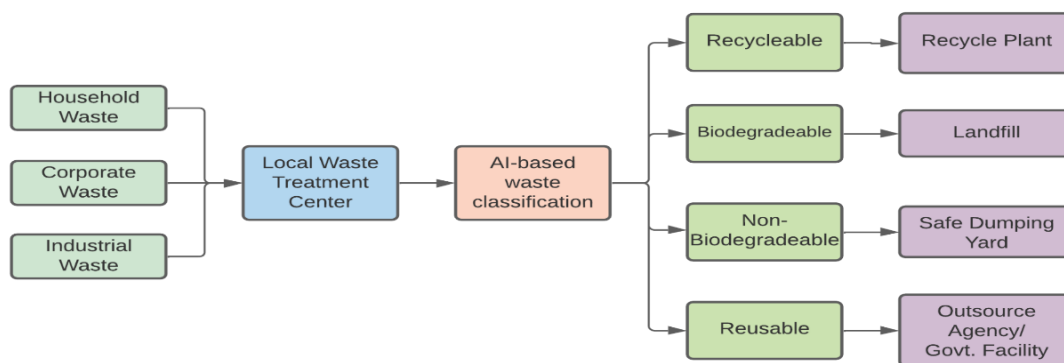 Household
Waste
Corporate
Waste
Industrial
Waste
Local Waste
Treatment
Center
AI-based
waste
classification
Recycleable
Biodegradeable
Non-
Biodegradeable
Reusable
Recycle Plant
Landfill
Safe Dumping
Yard
Outsource
Agency/
Govt. Facility